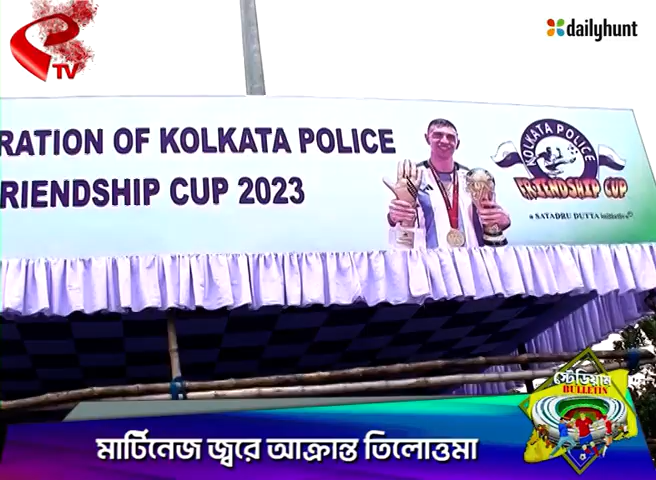 TV
dailyhunt
RATION OF KOLKATA POLICE
RIENDSHIP CUP 2023
KOLKATA POLICE
FRIENDSHIP CUP
a SATADRU DUTTA initiative
স্টেডিয়াম
BULLETIN
মার্টিনেজ জ্বরে আক্রান্ত তিলোত্তমা